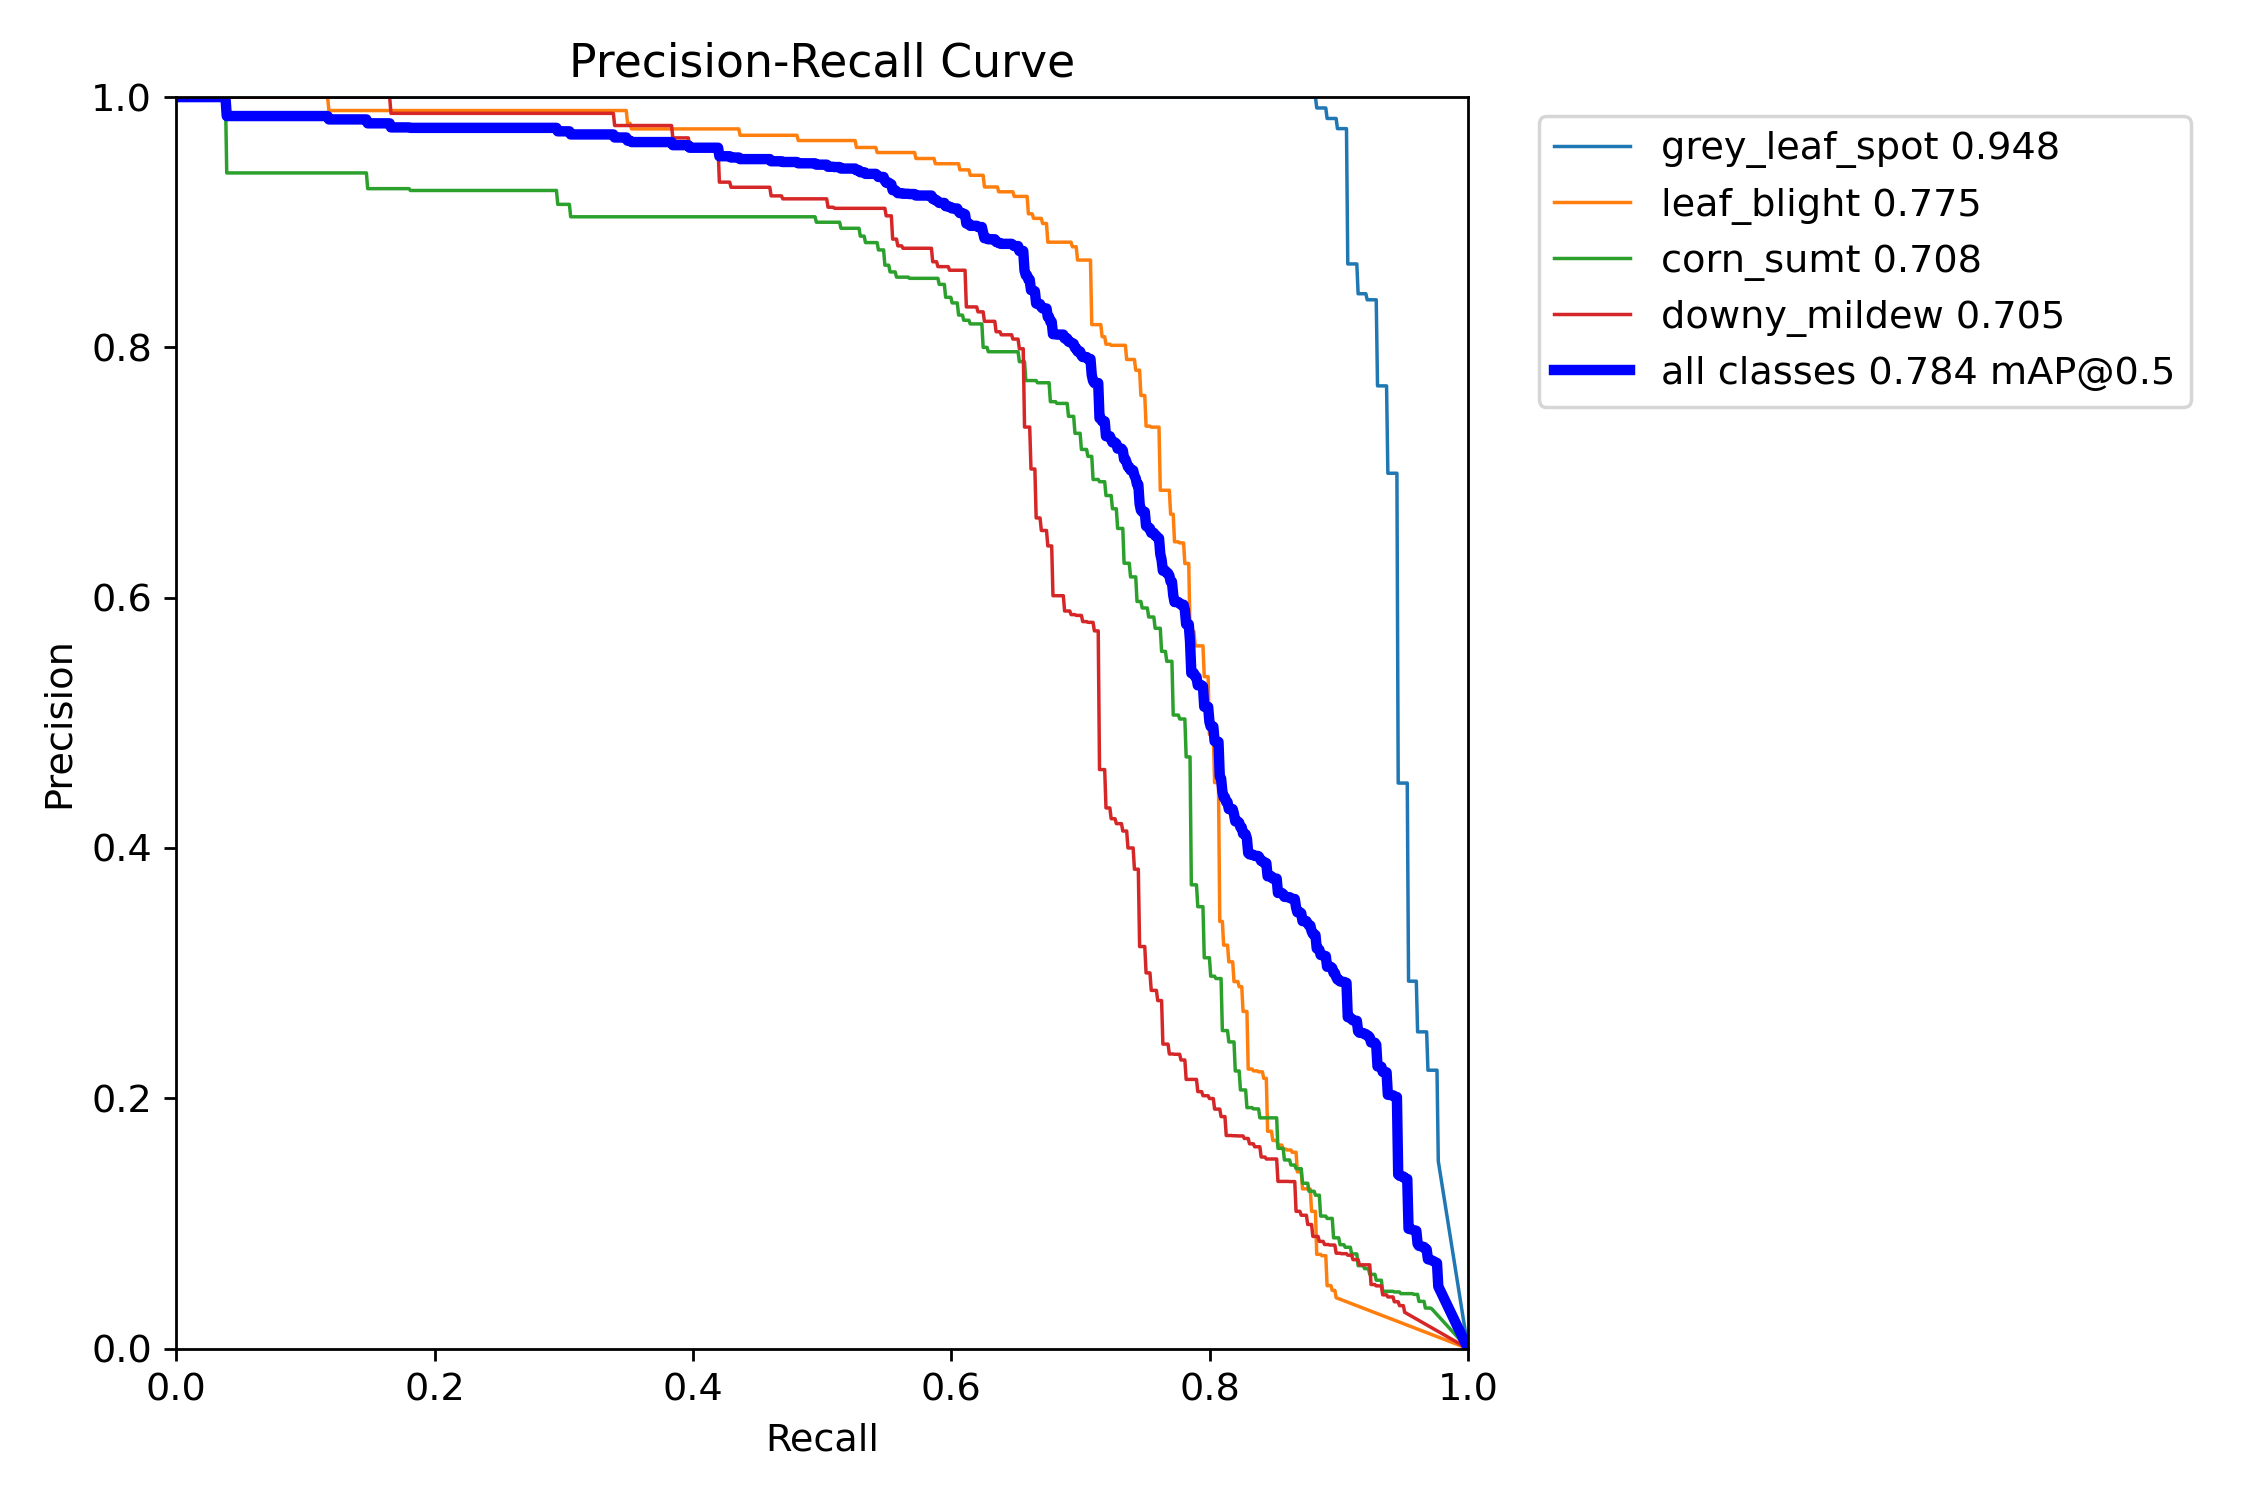 Precision-Recall Curve
1.0
0.8
0.6
0.4
0.2
0.0
Precision
0.0 0.2 0.4 0.6 0.8 1.0
Recall
grey_leaf_spot 0.948
leaf_blight 0.775
corn_sumt 0.708
downy_mildew 0.705
all classes 0.784 mAP@0.5